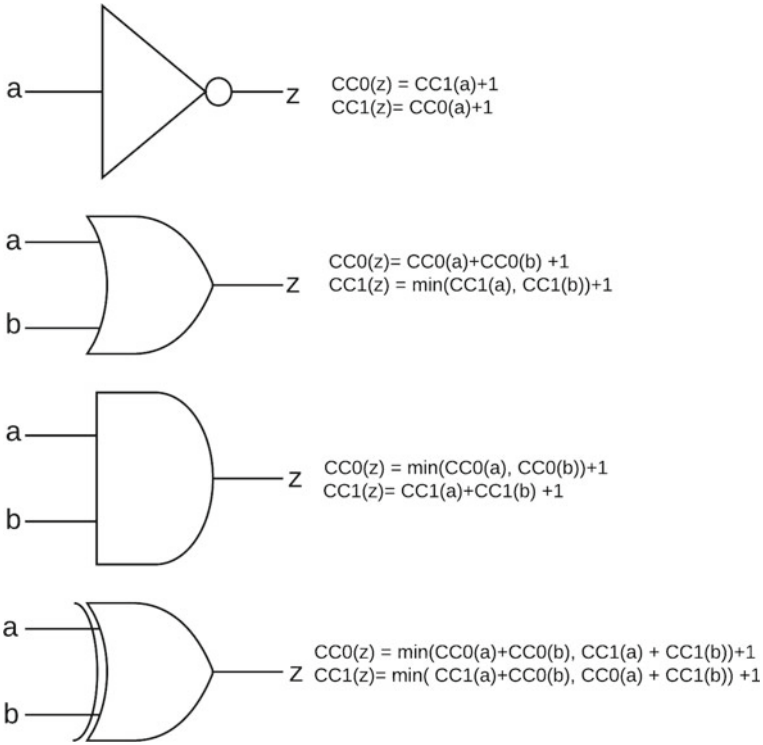 a
z
CC0(z) = CC1(a)+1
CC1(z)= CC0(a)+1
a
b
z
CC0(z)= CC0(a)+CC0(b) +1
CC1(z) = min(CC1(a), CC1(b))+1
a
b
z
CC0(z) = min(CC0(a), CC0(b))+1
CC1(z)= CC1(a)+CC1(b) +1
a
b
z
CC0(z) = min(CC0(a)+CC0(b), CC1(a) + CC1(b))+1
CC1(z)= min( CC1(a)+CC0(b), CC0(a) + CC1(b)) +1